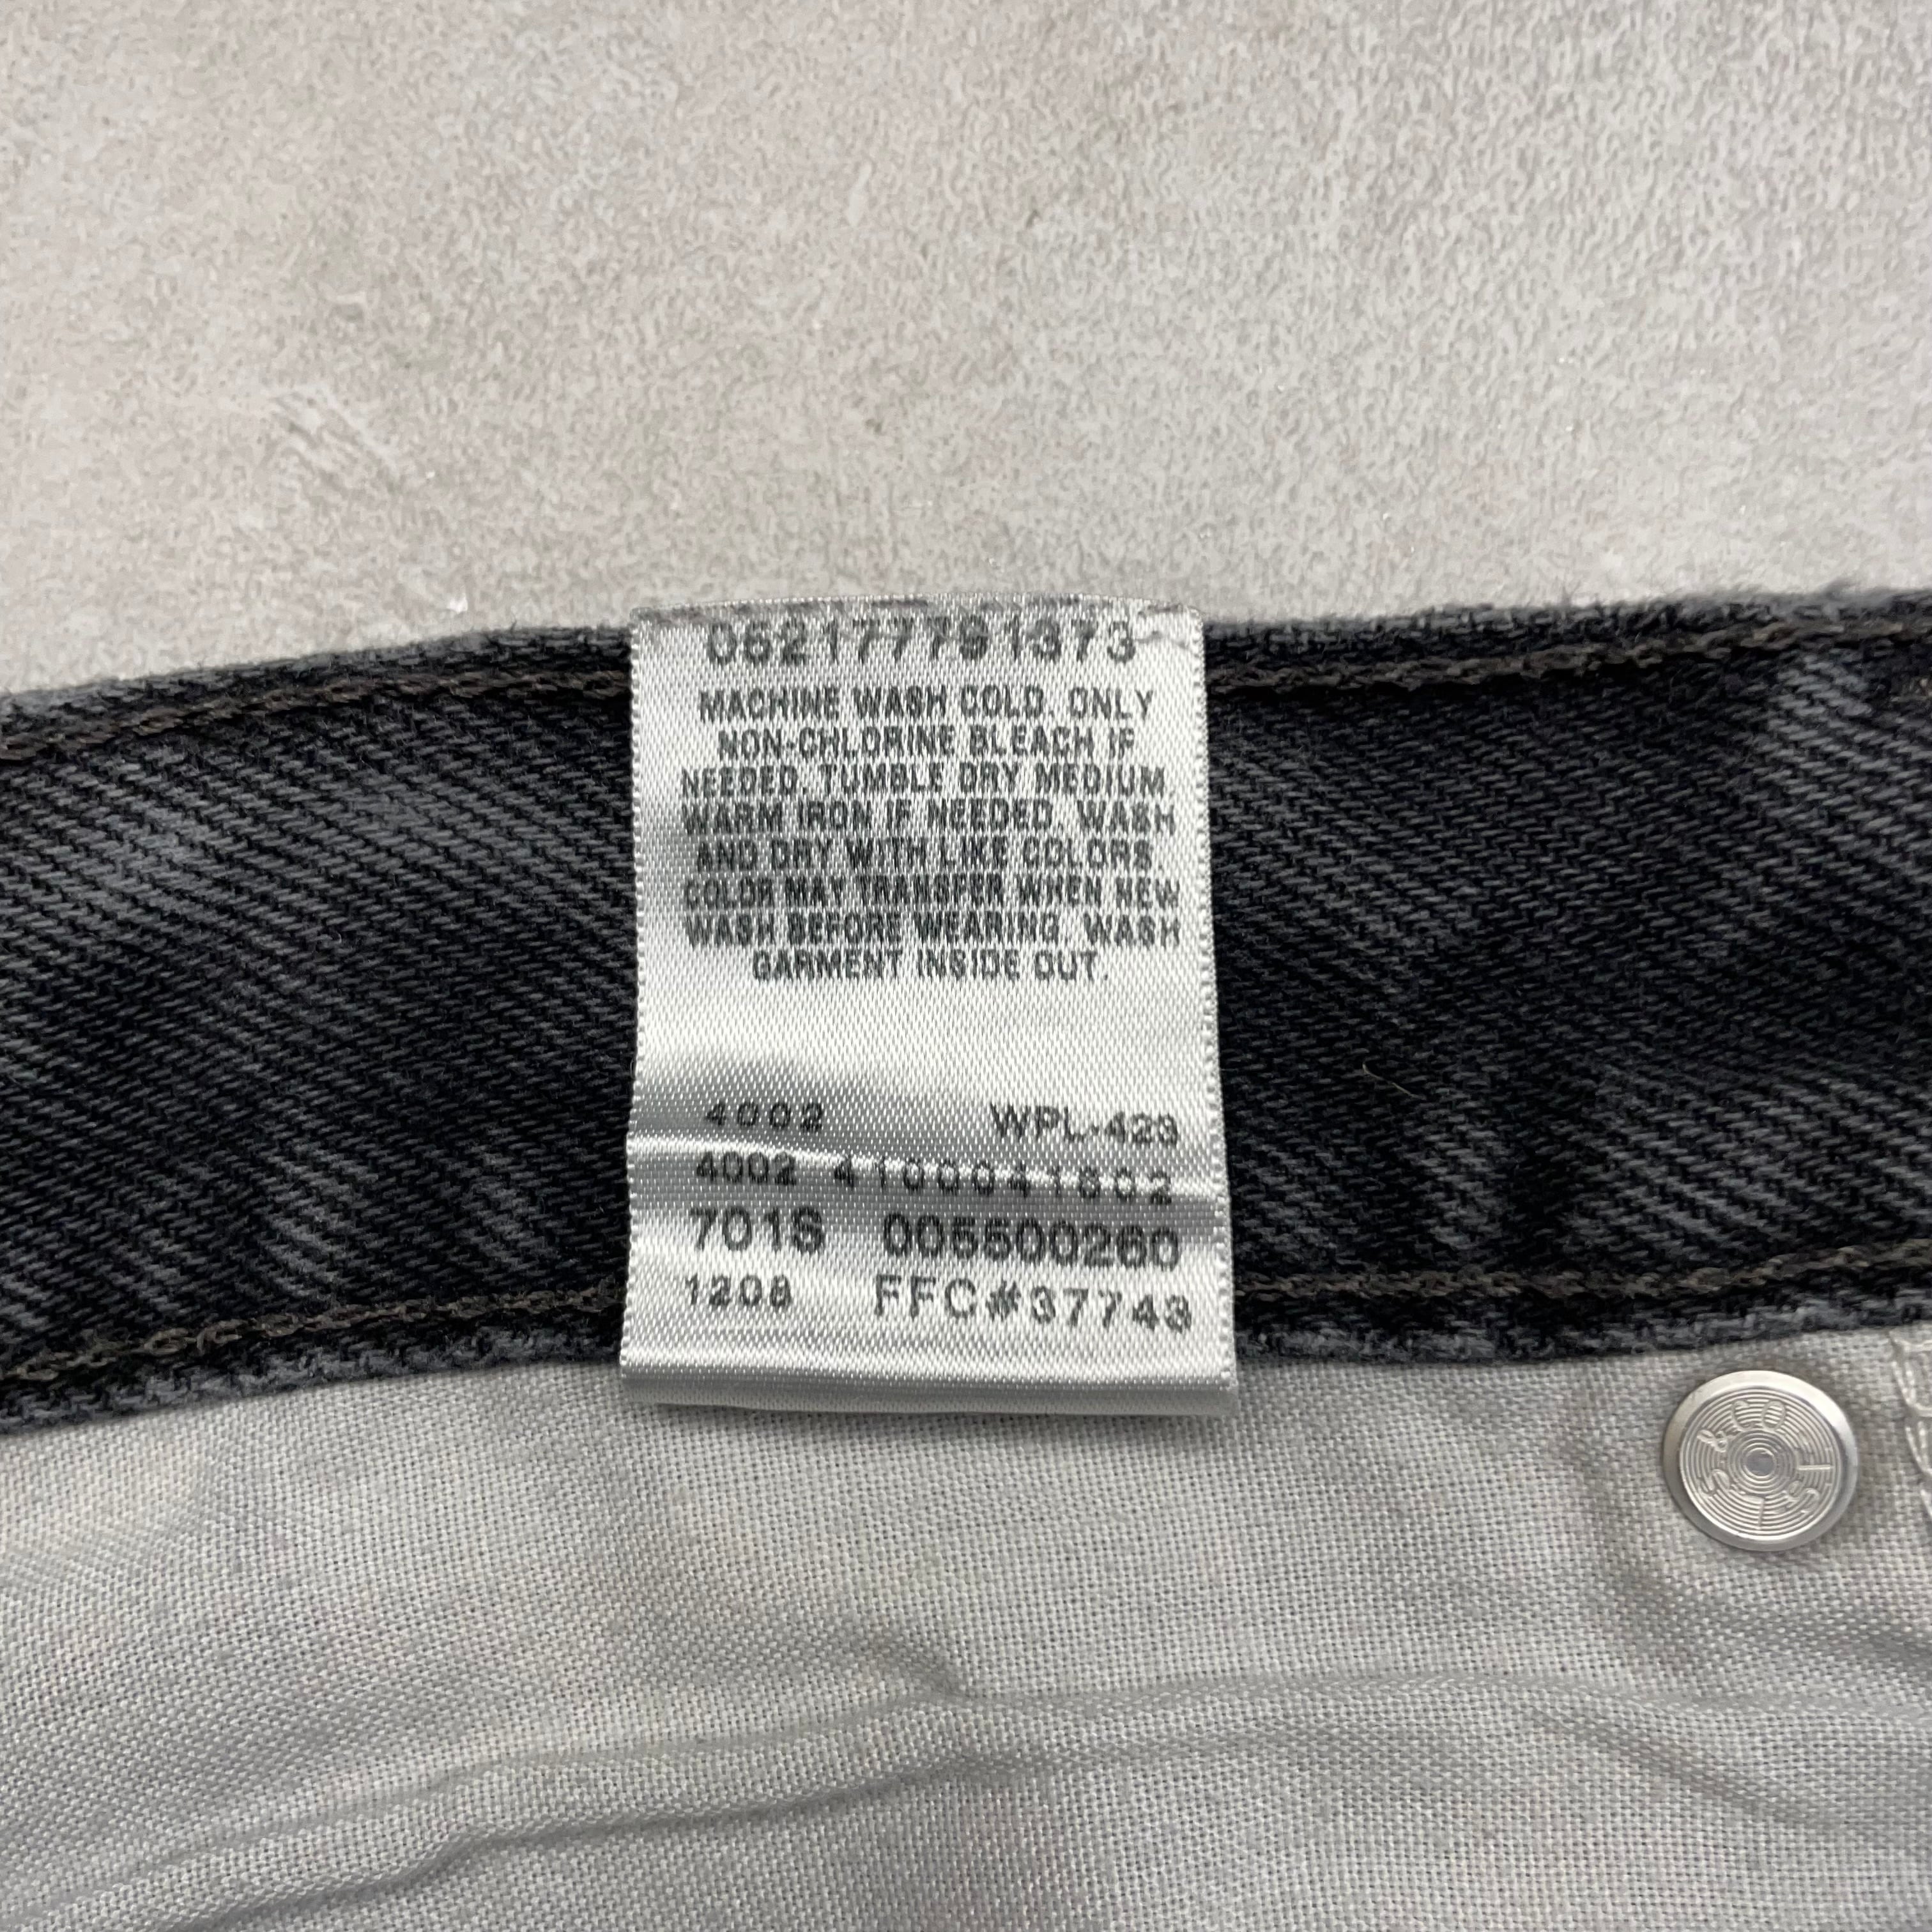 052177791373
MACHINE WASH COLD. ONLY
NON-CHLORINE BLEACH IF
NEEDED. TUMBLE DRY MEDIUM
WARM IRON IF NEEDED. WASH
AND DRY WITH LIKE COLORS.
COLOR MAY TRANSFER WHEN NEW
WASH BEFORE WEARING. WASH
GARMENT INSIDE OUT.
4002 WPL-423
4002 4100041802
701S 005500260
1208 FFC#37743
LEVI STR